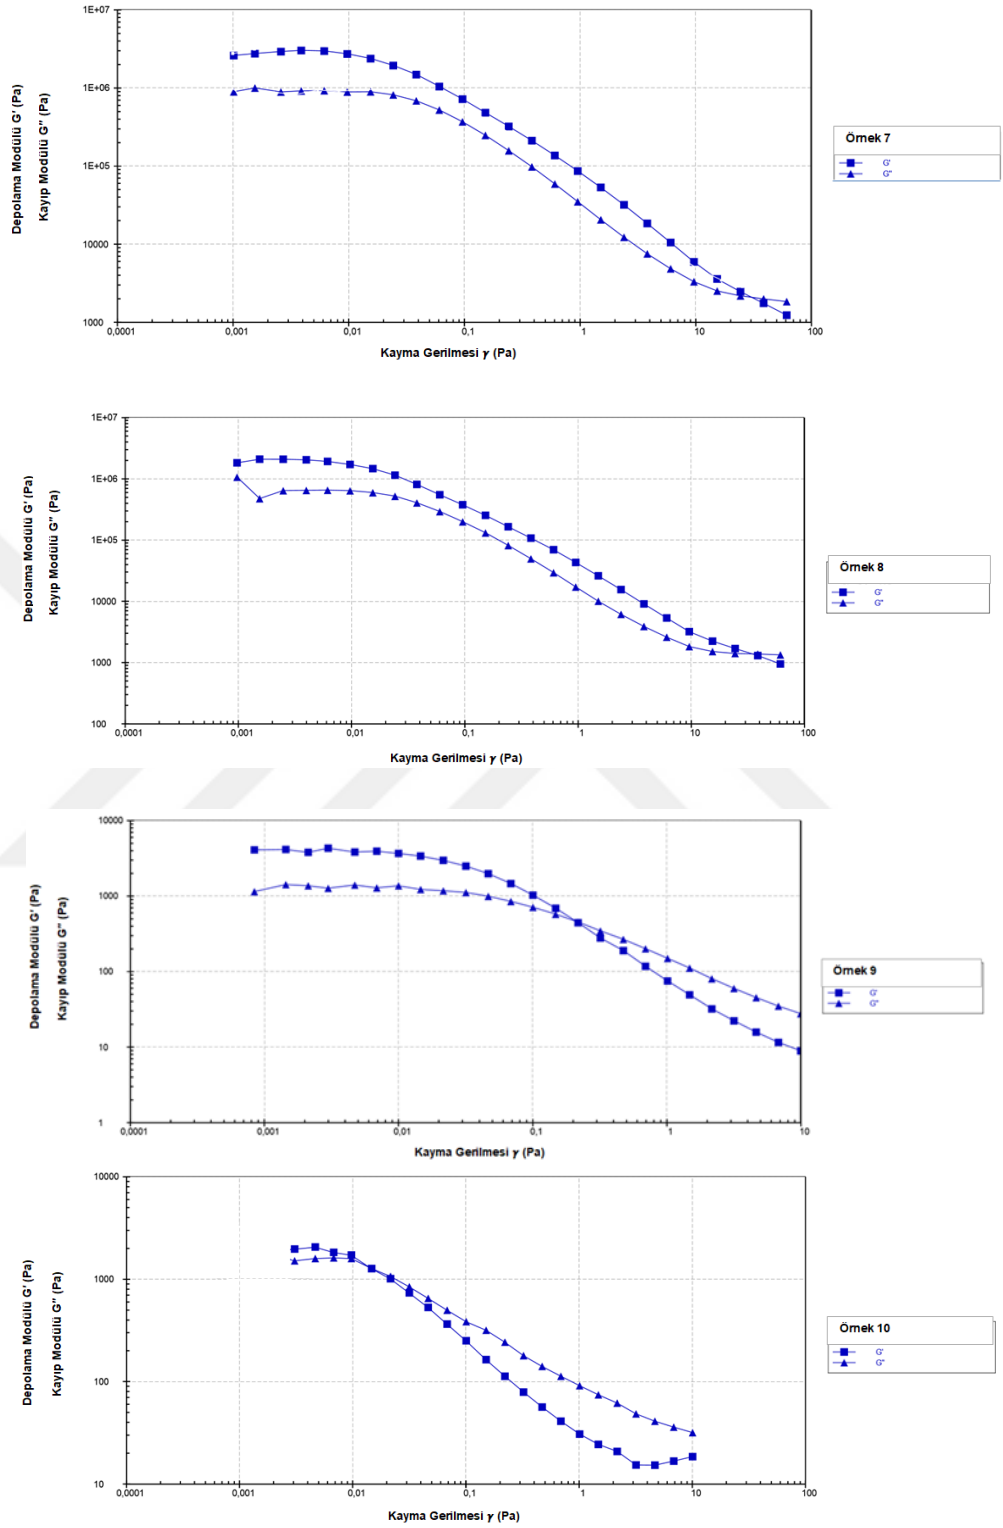 1E+07
1E+06
1E+05
10000
1000
0,0001
0,001
0,01
0,1
1
10
100
Depolama Modülü G' (Pa)
Kayıp Modülü G" (Pa)
Kayma Gerilmesi γ (Pa)
Örnek 7
G'
G"
1E+07
1E+06
1E+05
10000
1000
100
0,0001
0,001
0,01
0,1
1
10
100
Depolama Modülü G' (Pa)
Kayıp Modülü G" (Pa)
Kayma Gerilmesi γ (Pa)
Örnek 8
G'
G"
10000
1000
100
10
1
0,0001
0,001
0,01
0,1
1
10
Depolama Modülü G' (Pa)
Kayıp Modülü G" (Pa)
Kayma Gerilmesi γ (Pa)
Örnek 9
G'
G"
10000
1000
100
10
0,0001
0,001
0,01
0,1
1
10
100
Depolama Modülü G' (Pa)
Kayıp Modülü G" (Pa)
Kayma Gerilmesi γ (Pa)
Örnek 10
G'
G"